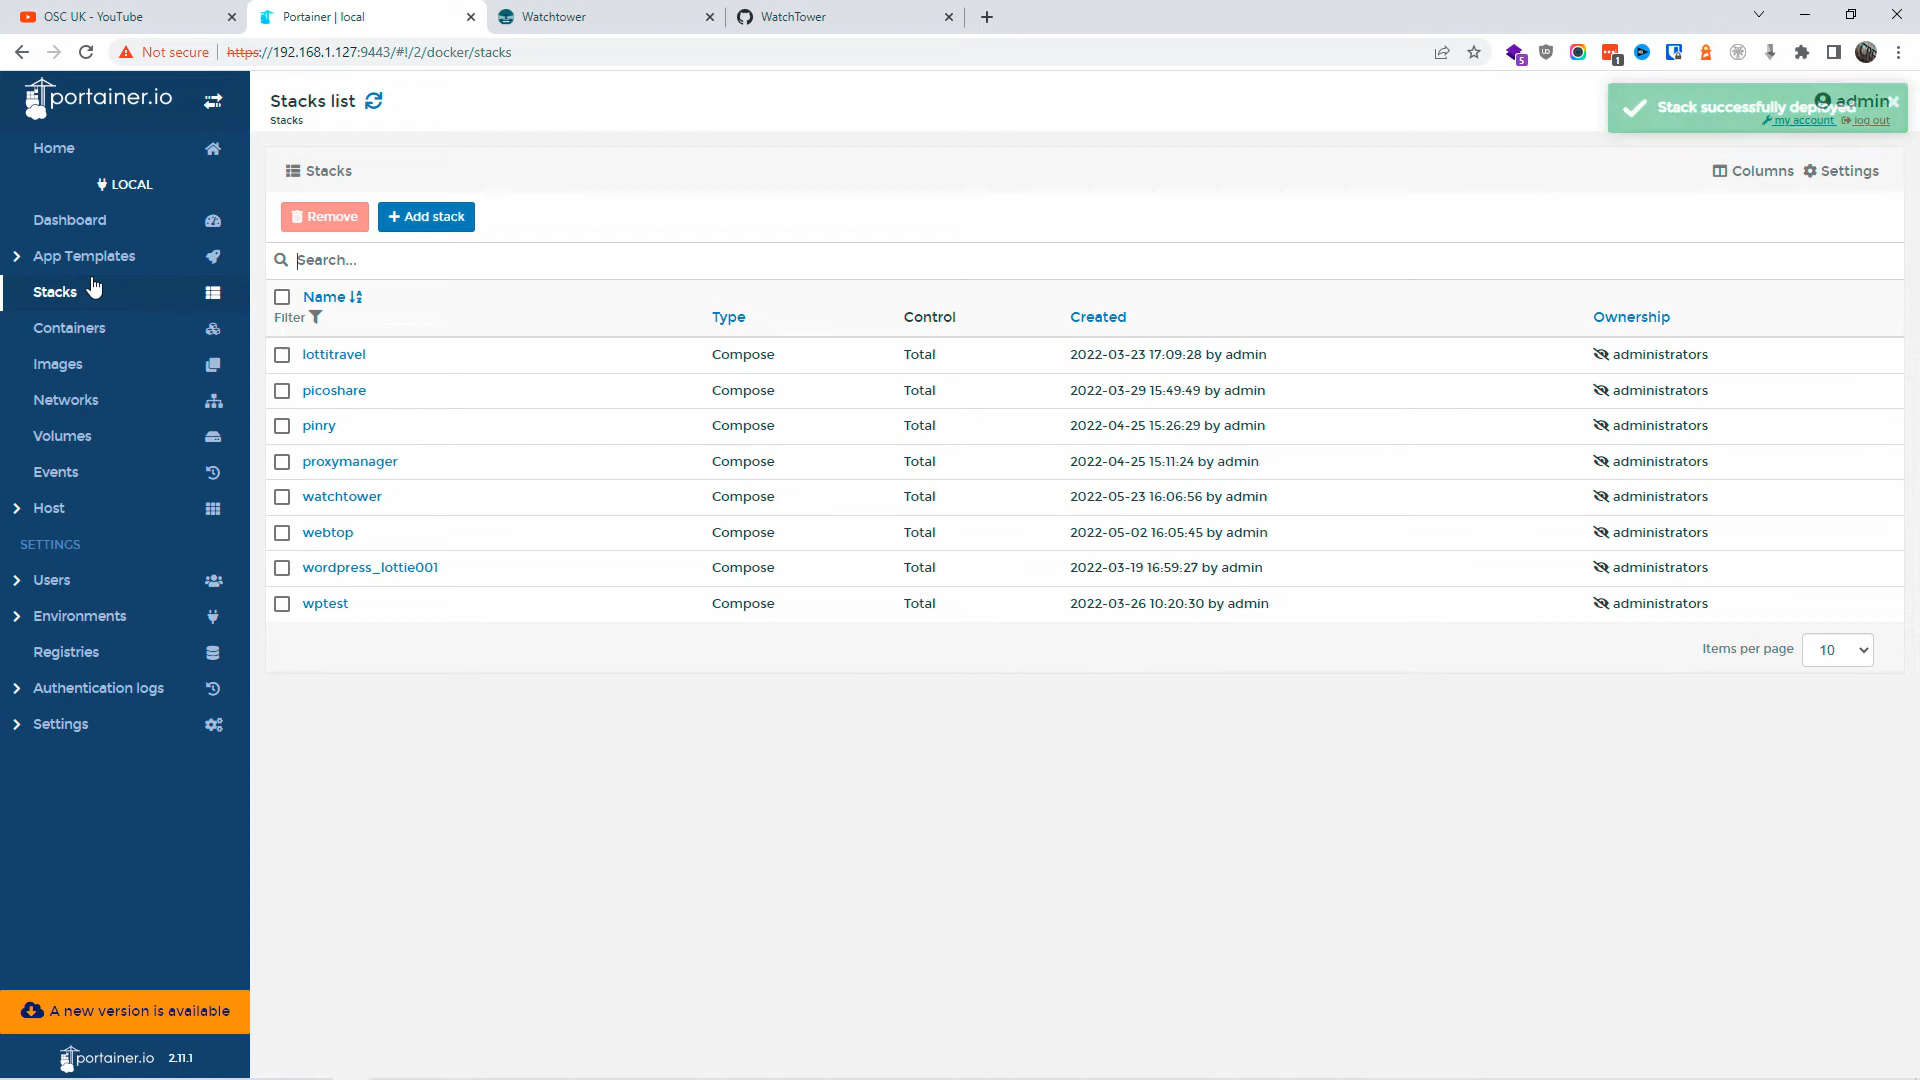 OSC UK - YouTube
Portainer | local
Watchtower
WatchTower
Not secure
https://192.168.1.127:9443/#!/2/docker/stacks
5
1
portainer.io
Home
LOCAL
Dashboard
App Templates
Stacks
Containers
Images
Networks
Volumes
Events
Host
SETTINGS
Users
Environments
Registries
Authentication logs
Settings
A new version is available
portainer.io 2.11.1
Stacks list
Stacks
Stack successfully deployed
admin
my account log out
Stacks
Columns Settings
Remove
Add stack
Search...
Name
Filter
Type
Control
Created
Ownership
lottitravel Compose Total 2022-03-23 17:09:28 by admin administrators
picoshare Compose Total 2022-03-29 15:49:49 by admin administrators
pinry Compose Total 2022-04-25 15:26:29 by admin administrators
proxymanager Compose Total 2022-04-25 15:11:24 by admin administrators
watchtower Compose Total 2022-05-23 16:06:56 by admin administrators
webtop Compose Total 2022-05-02 16:05:45 by admin administrators
wordpress_lottie001 Compose Total 2022-03-19 16:59:27 by admin administrators
wptest Compose Total 2022-03-26 10:20:30 by admin administrators
Items per page 10